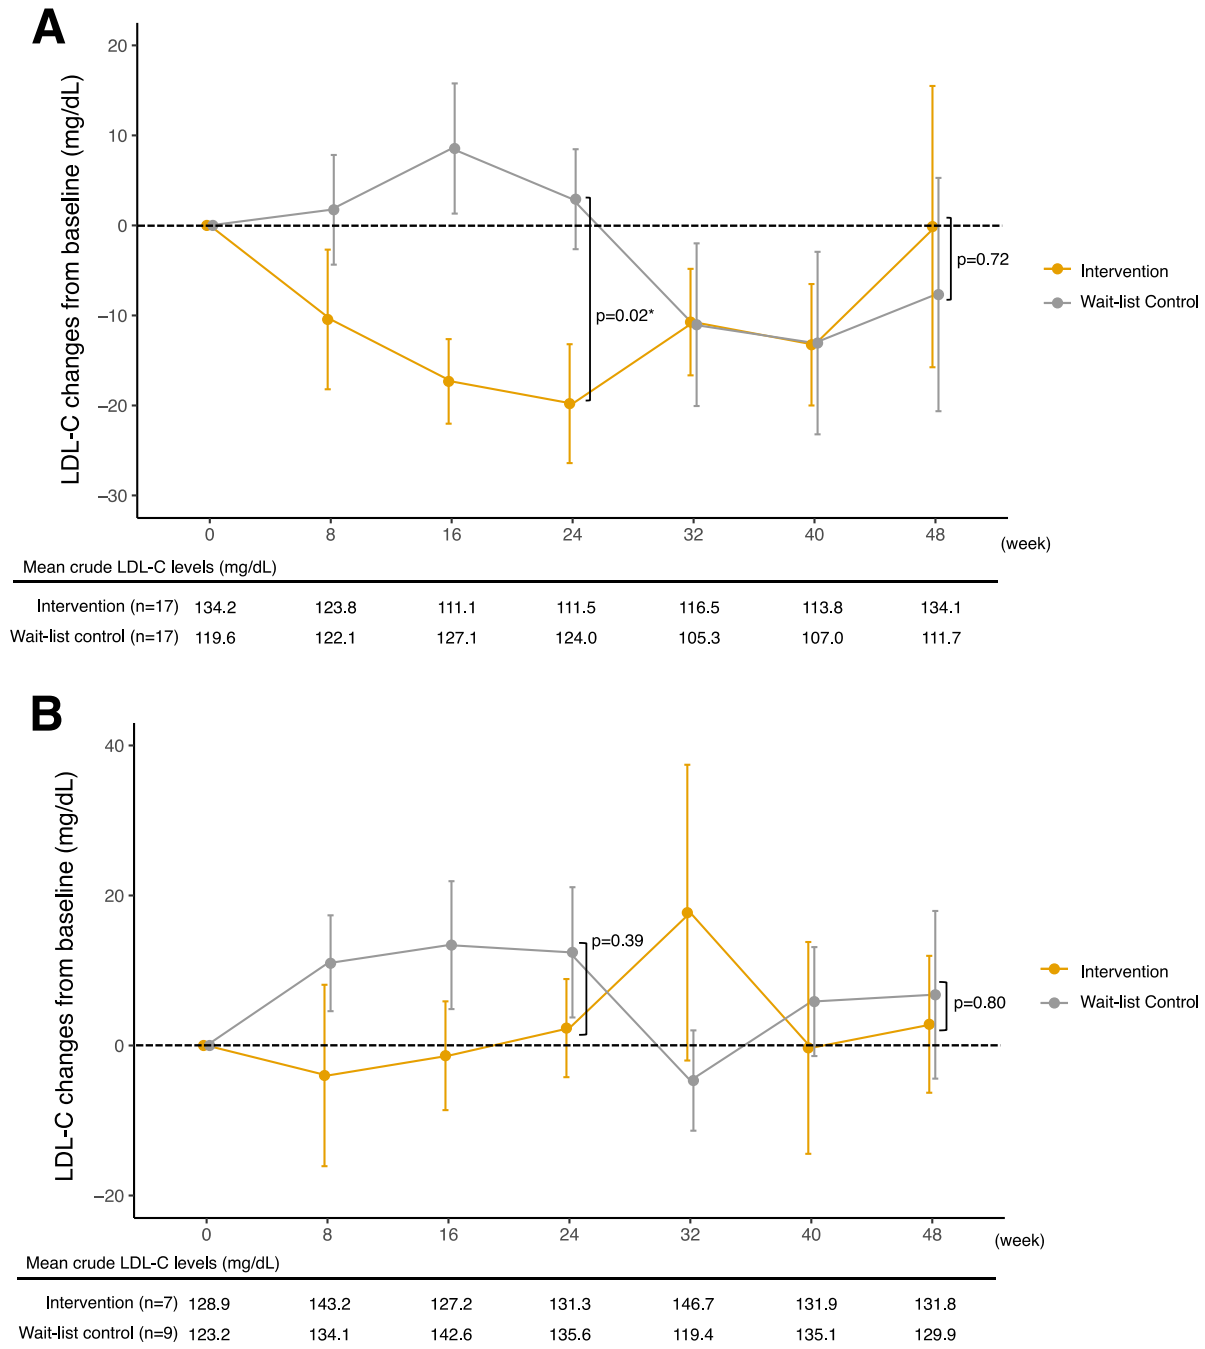 A
LDL-C changes from baseline (mg/dL)
20
10
0
−10
−20
−30
p=0.02*
p=0.72
Intervention
Wait-list Control
0 8 16 24 32 40 48
(week)
Mean crude LDL-C levels (mg/dL)
Intervention (n=17) 134.2 123.8 111.1 111.5 116.5 113.8 134.1
Wait-list control (n=17) 119.6 122.1 127.1 124.0 105.3 107.0 111.7
B
LDL-C changes from baseline (mg/dL)
40
20
0
−20
p=0.39
p=0.80
Intervention
Wait-list Control
0 8 16 24 32 40 48
(week)
Mean crude LDL-C levels (mg/dL)
Intervention (n=7) 128.9 143.2 127.2 131.3 146.7 131.9 131.8
Wait-list control (n=9) 123.2 134.1 142.6 135.6 119.4 135.1 129.9